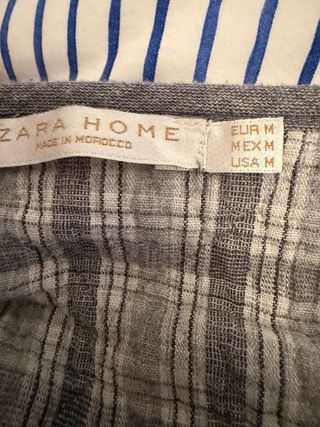 ZARA HOME
MADE IN MOROCCO
EUR M
MEX M
USA M